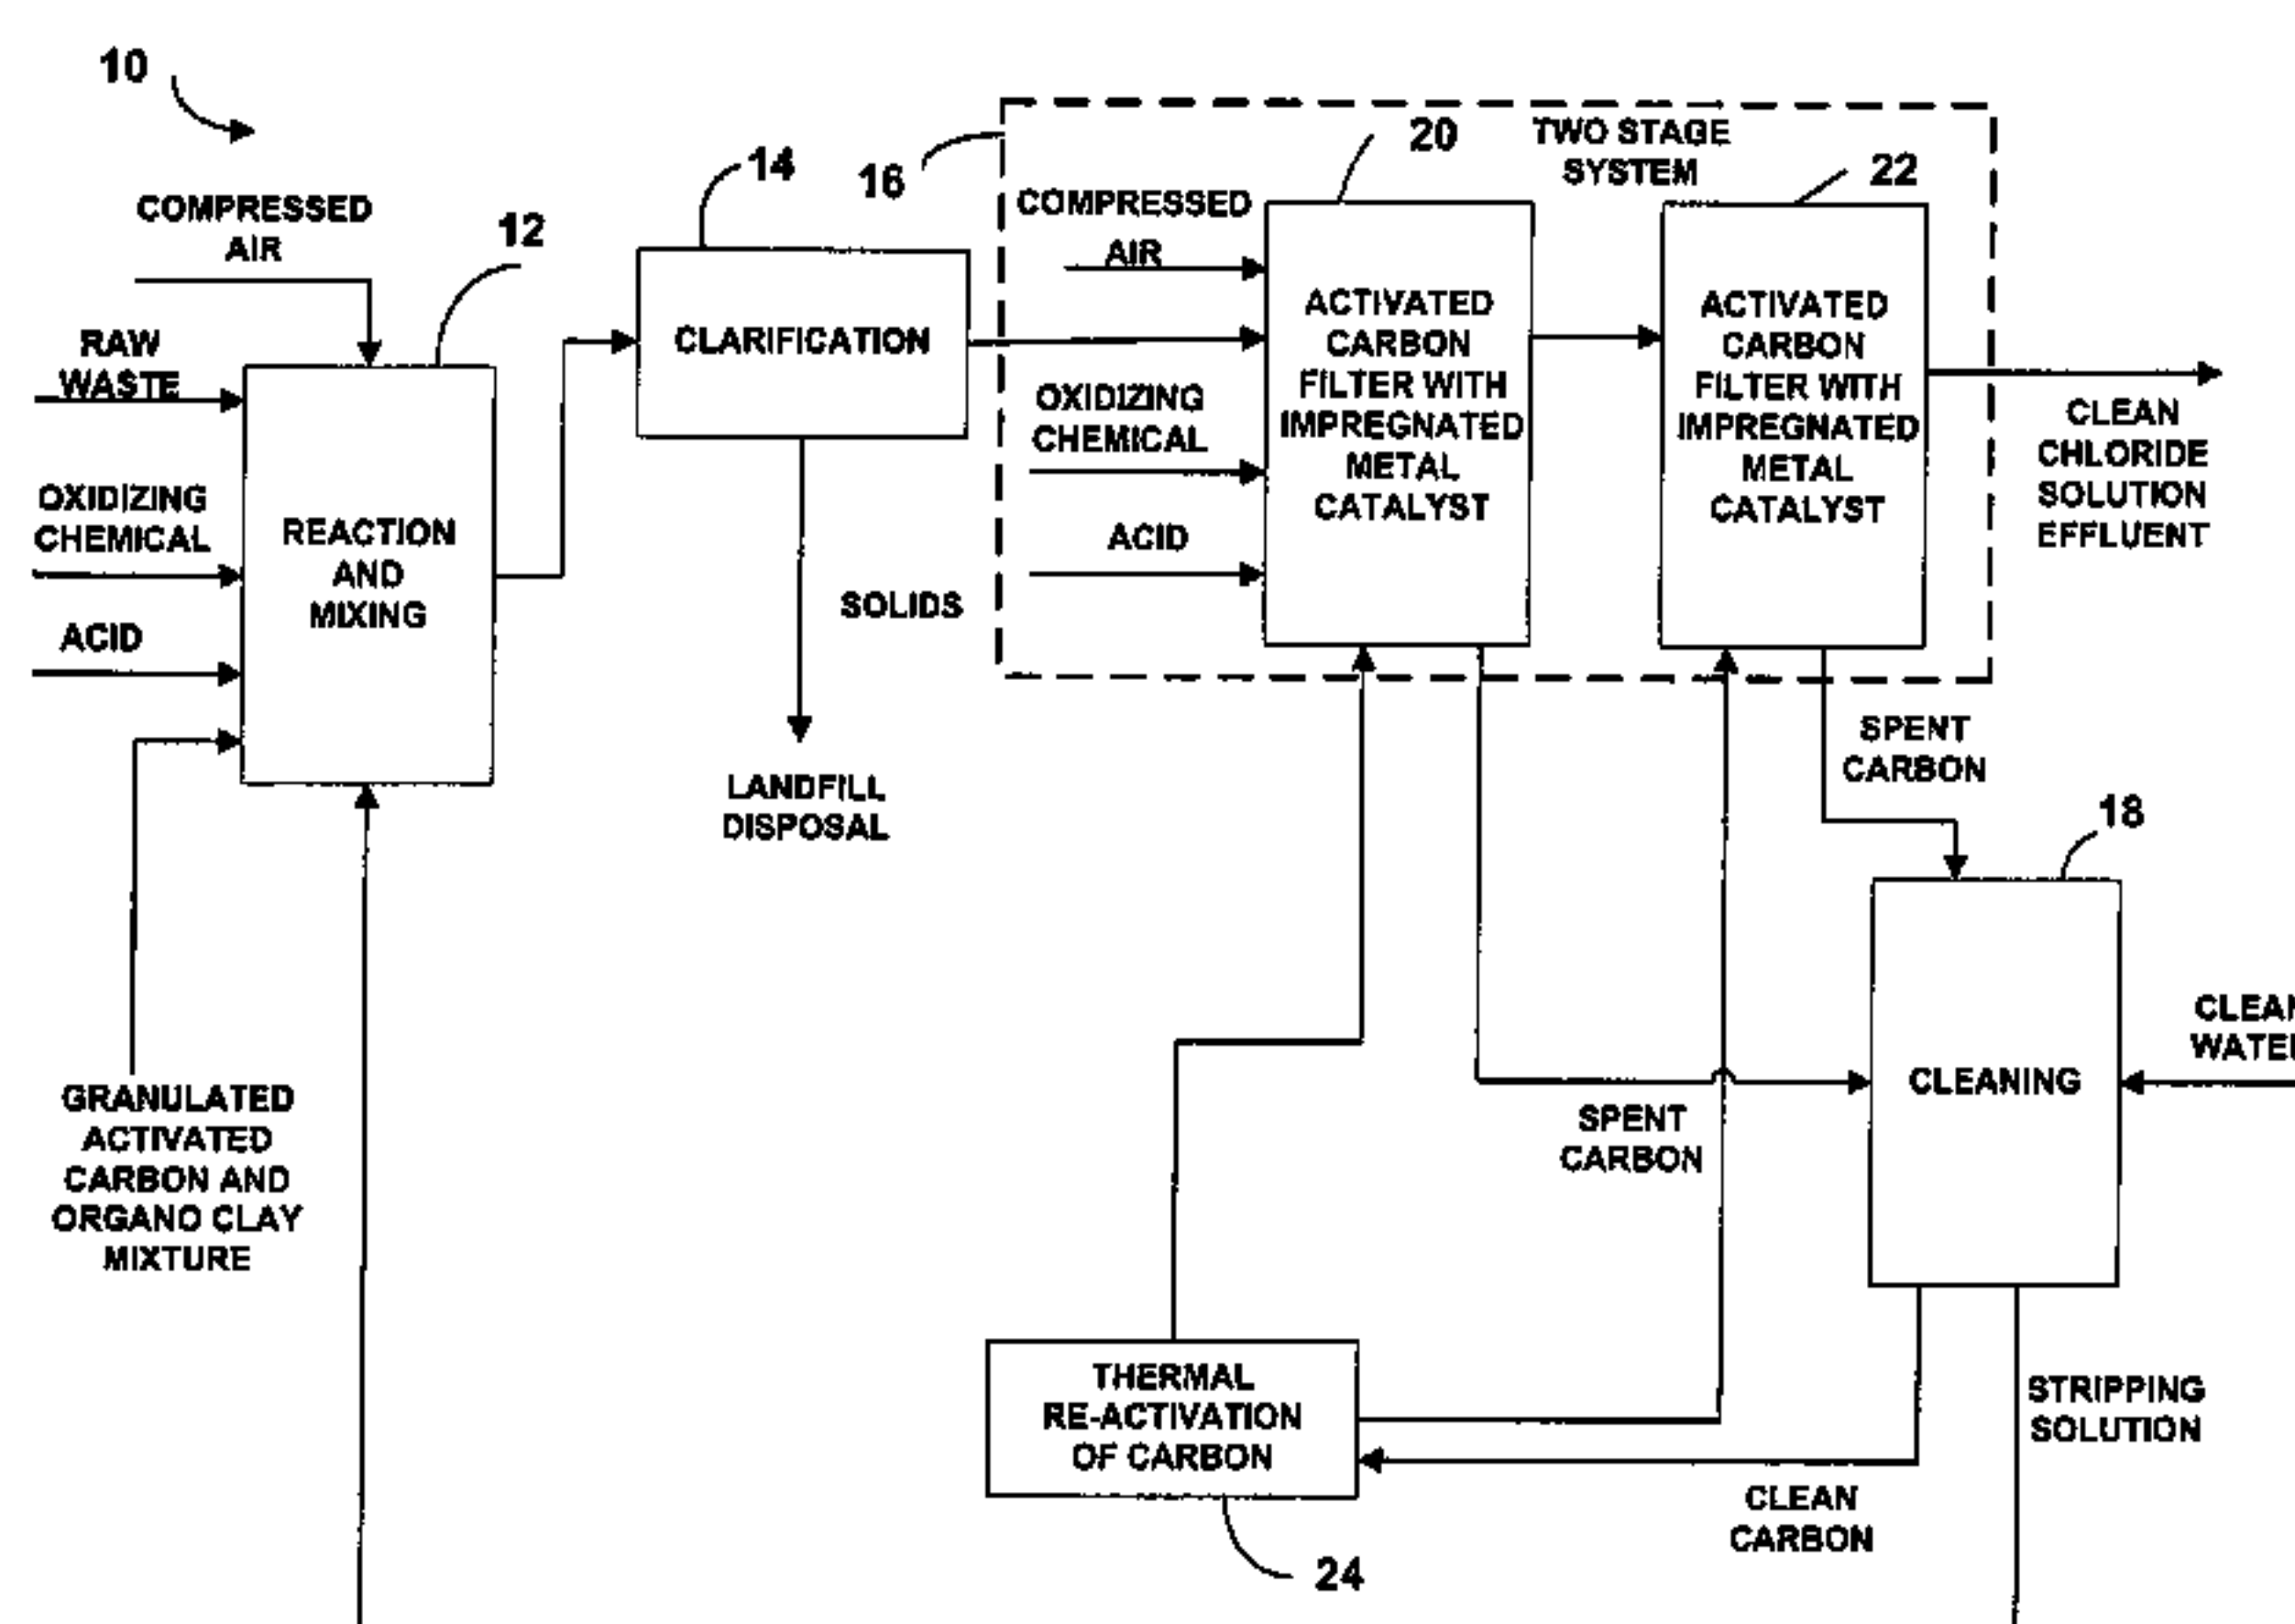 10
COMPRESSED
AIR
12
RAW
WASTE
OXIDIZING
CHEMICAL
ACID
REACTION
AND
MIXING
GRANULATED
ACTIVATED
CARBON AND
ORGANO CLAY
MIXTURE
14
CLARIFICATION
SOLIDS
LANDFILL
DISPOSAL
16
TWO STAGE
SYSTEM
COMPRESSED
AIR
OXIDIZING
CHEMICAL
ACID
20
ACTIVATED
CARBON
FILTER WITH
IMPREGNATED
METAL
CATALYST
22
ACTIVATED
CARBON
FILTER WITH
IMPREGNATED
METAL
CATALYST
CLEAN
CHLORIDE
SOLUTION
EFFLUENT
SPENT
CARBON
18
CLEANING
CLEAN
WATER
SPENT
CARBON
THERMAL
RE-ACTIVATION
OF CARBON
24
CLEAN
CARBON
STRIPPING
SOLUTION